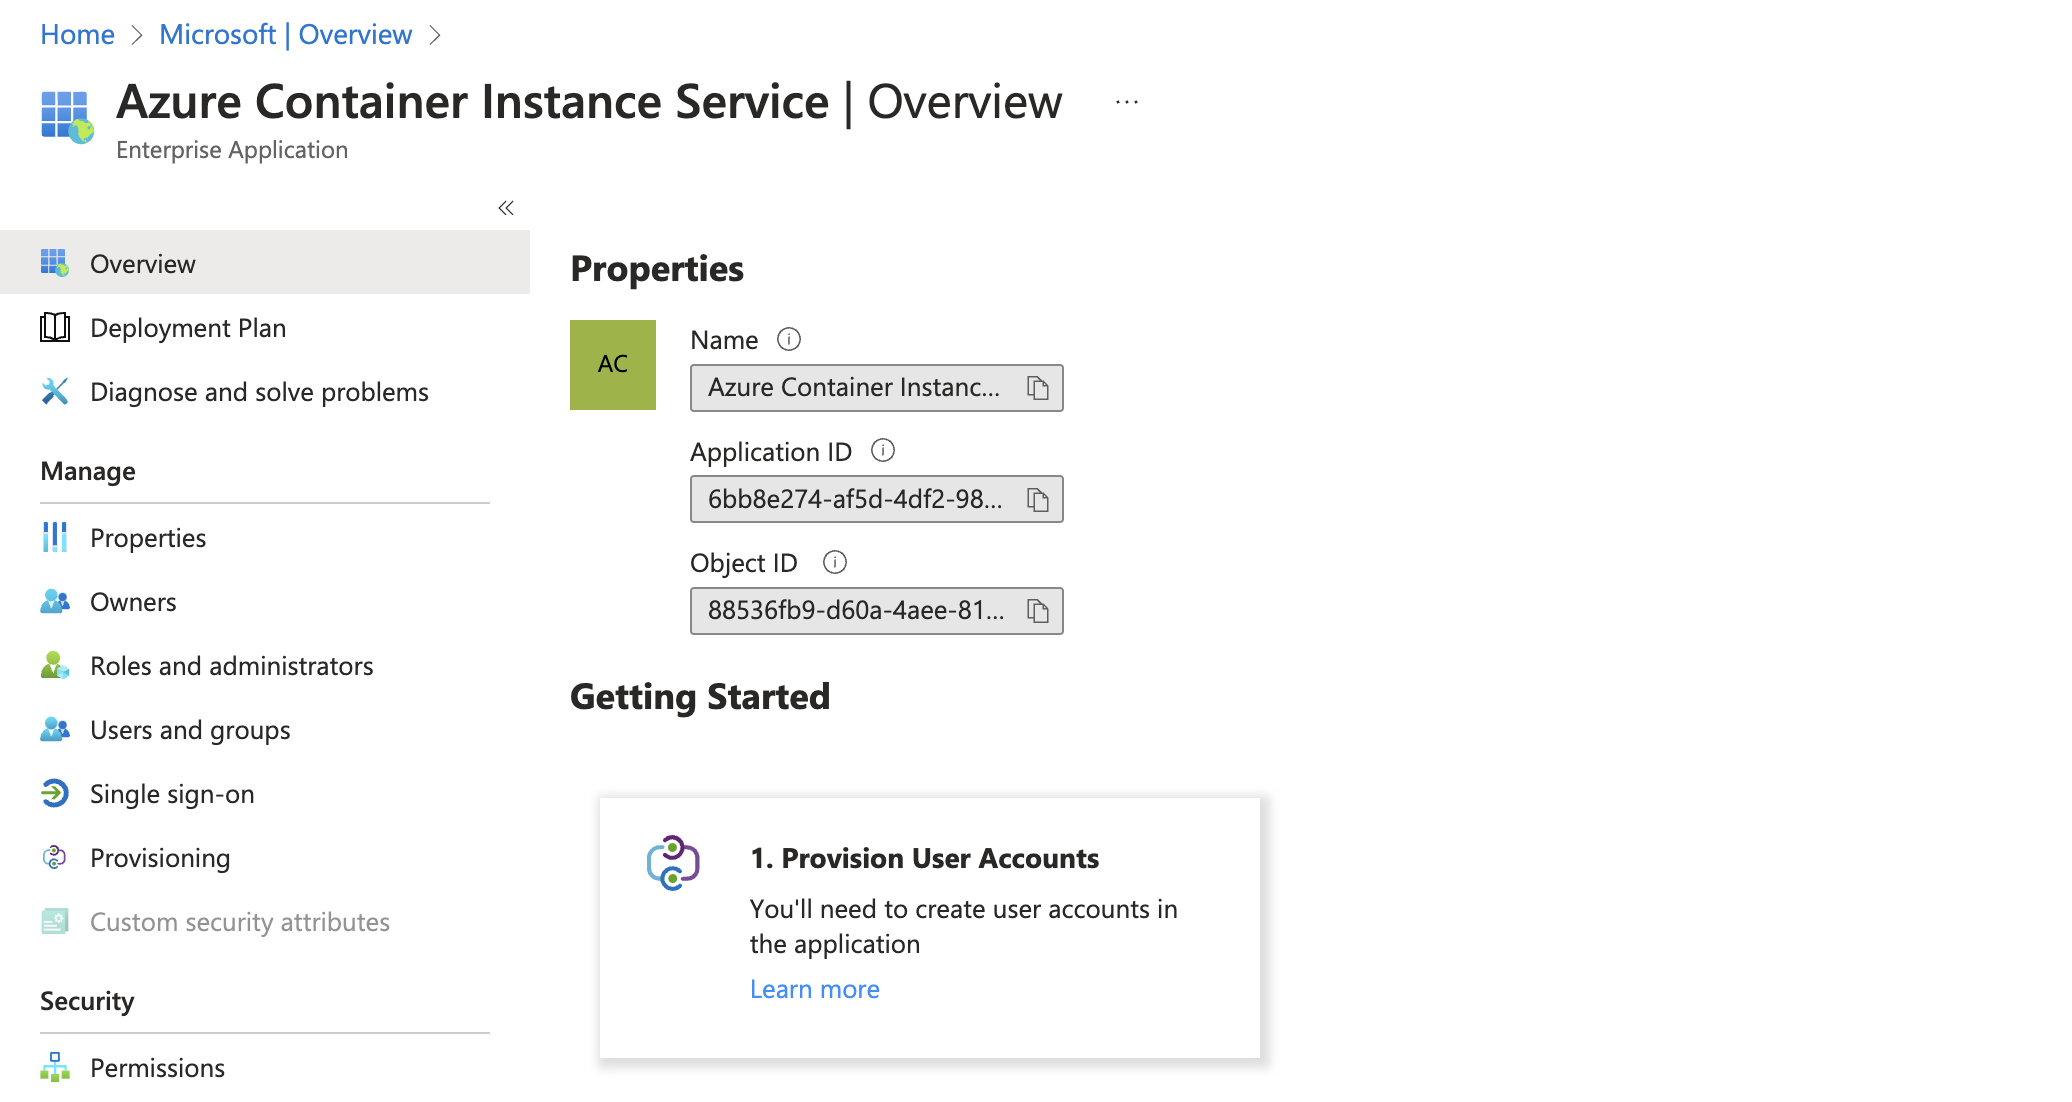 Home > Microsoft | Overview >
Azure Container Instance Service | Overview ...
Enterprise Application
«
Overview
Deployment Plan
Diagnose and solve problems
Manage
Properties
Owners
Roles and administrators
Users and groups
Single sign-on
Provisioning
Custom security attributes
Security
Permissions
Properties
AC
Name
Azure Container Instanc...
Application ID
6bb8e274-af5d-4df2-98...
Object ID
88536fb9-d60a-4aee-81...
Getting Started
1. Provision User Accounts
You'll need to create user accounts in
the application
Learn more